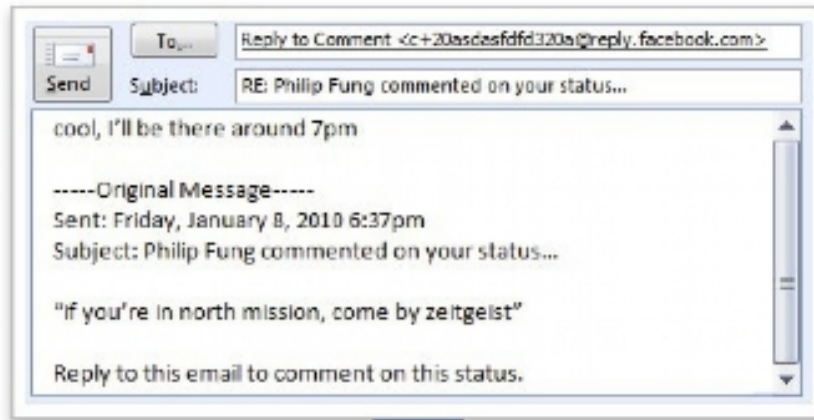 To...
Reply to Comment <c+20asdasfdfd320a@reply.facebook.com>
Send
Subject:
RE: Philip Fung commented on your status...
cool, I'll be there around 7pm
-----Original Message-----
Sent: Friday, January 8, 2010 6:37pm
Subject: Philip Fung commented on your status...
"If you're in north mission, come by zeitgeist"
Reply to this email to comment on this status.